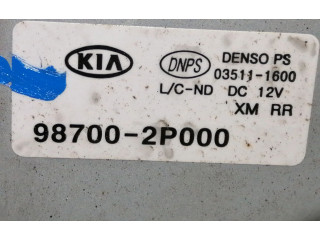 KIA DNPS DENSO PS
03511-1600
L/C-ND DC 12V
XM RR
98700-2P000